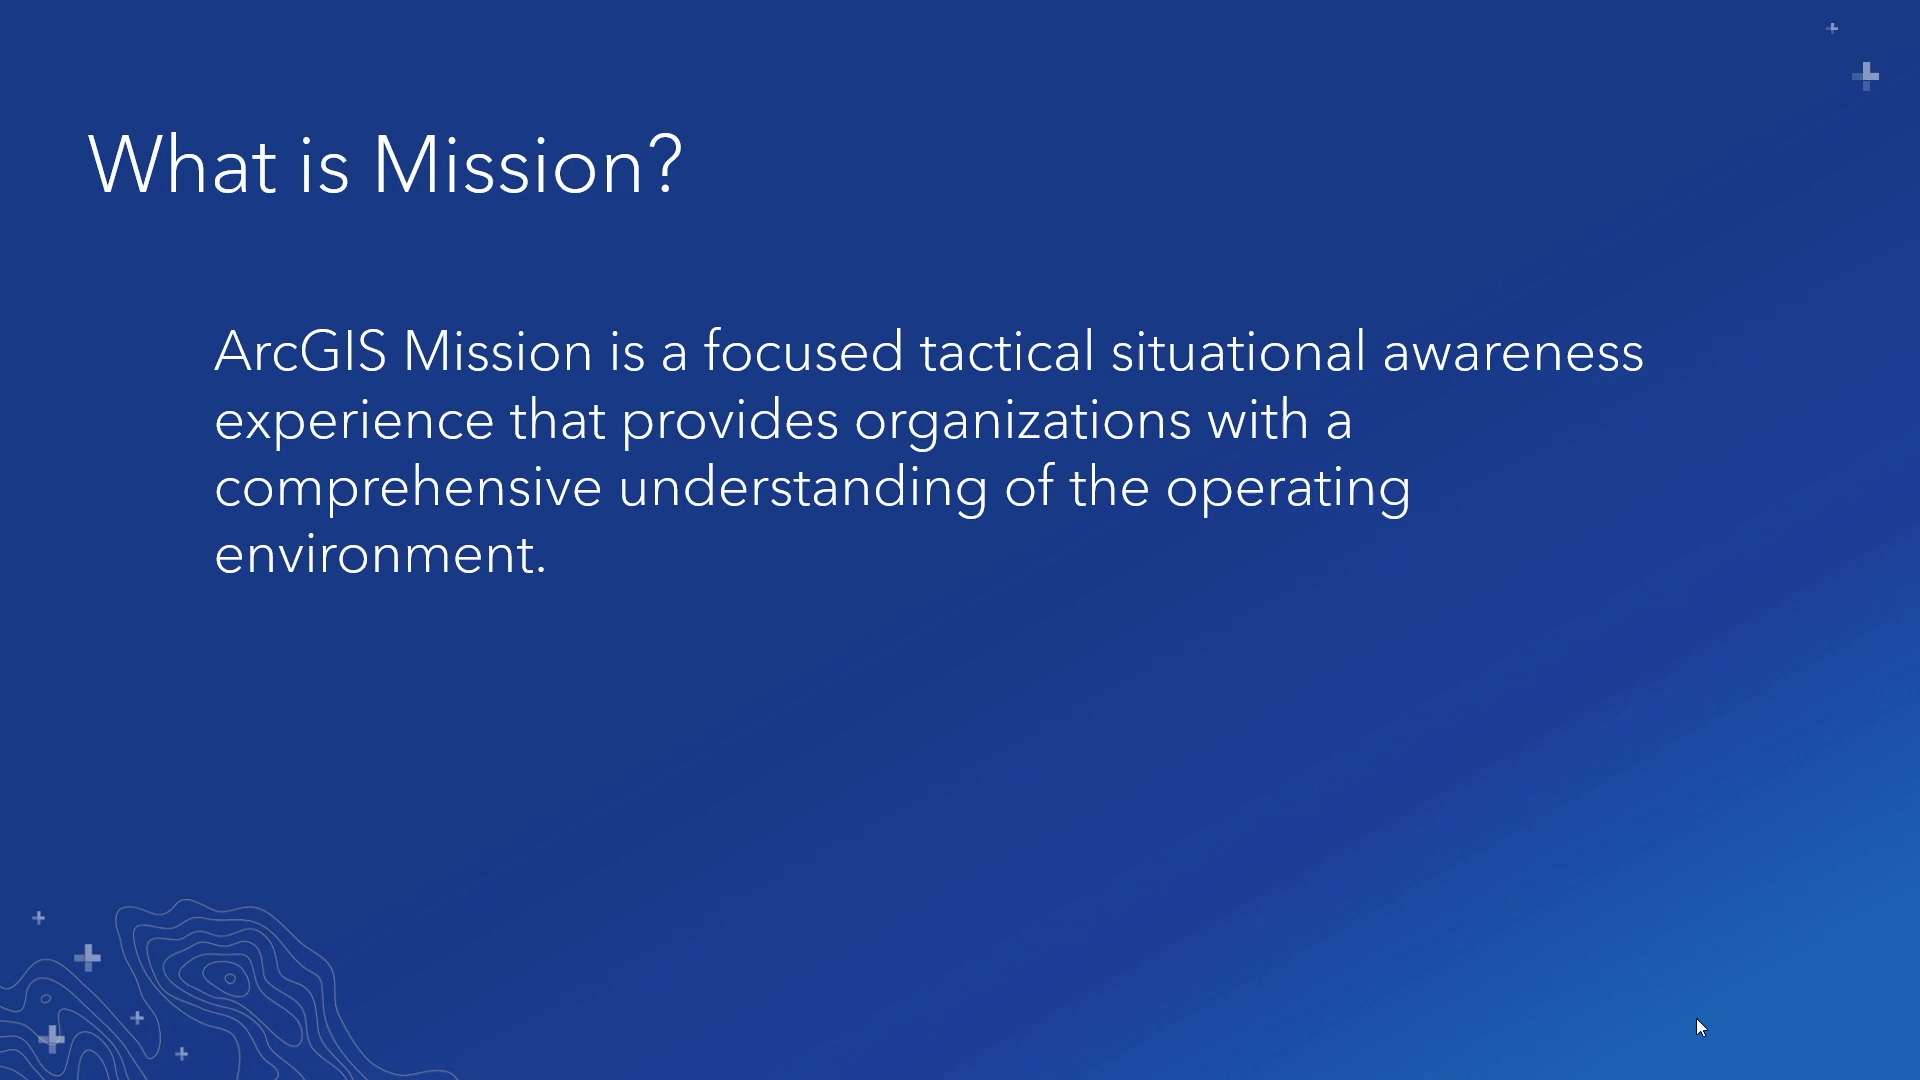 What is Mission?
ArcGIS Mission is a focused tactical situational awareness
experience that provides organizations with a
comprehensive understanding of the operating
environment.